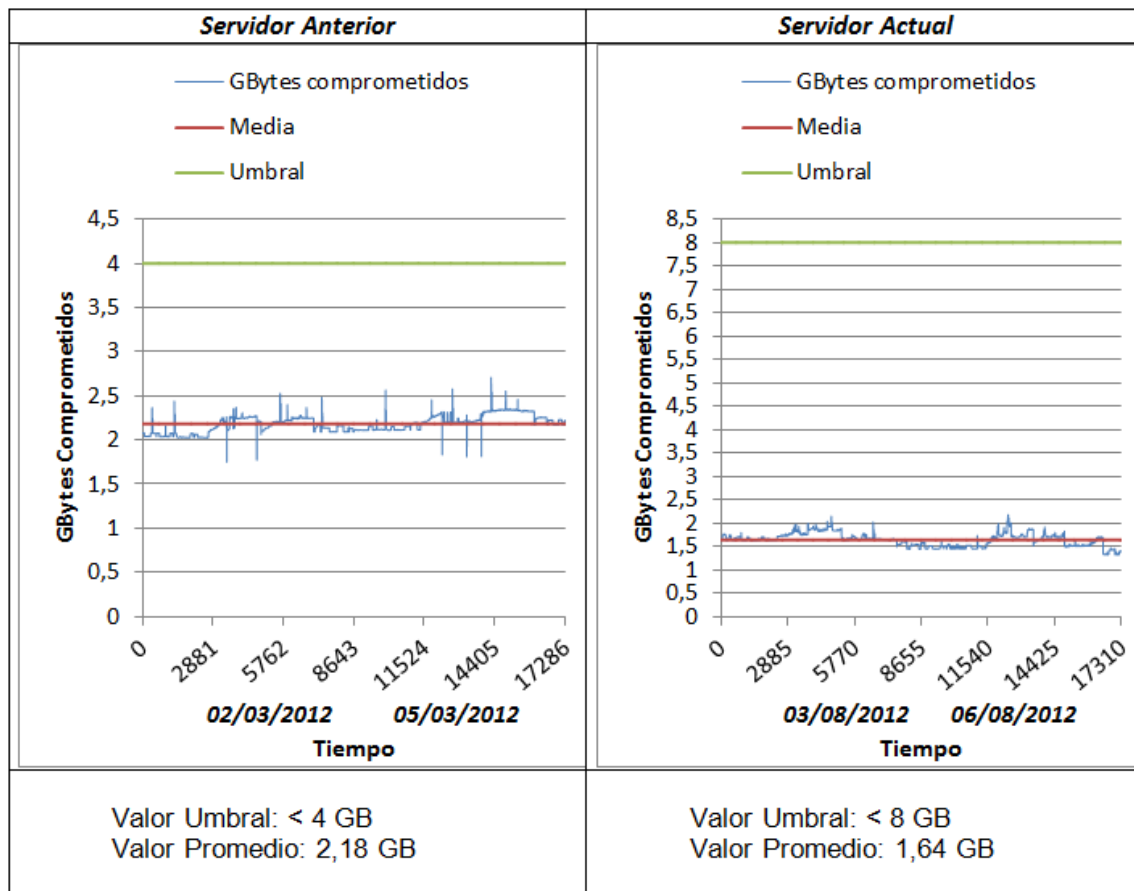 Servidor Anterior
GBytes comprometidos
Media
Umbral
4,5
4
3,5
3
2,5
2
1,5
1
0,5
0
GBytes Comprometidos
0
2881
5762
8643
11524
14405
17286
02/03/2012 05/03/2012
Tiempo
Valor Umbral: < 4 GB
Valor Promedio: 2,18 GB
Servidor Actual
GBytes comprometidos
Media
Umbral
8,5
8
7,5
7
6,5
6
5,5
5
4,5
4
3,5
3
2,5
2
1,5
1
0,5
0
GBytes Comprometidos
0
2885
5770
8655
11540
14425
17310
03/08/2012 06/08/2012
Tiempo
Valor Umbral: < 8 GB
Valor Promedio: 1,64 GB